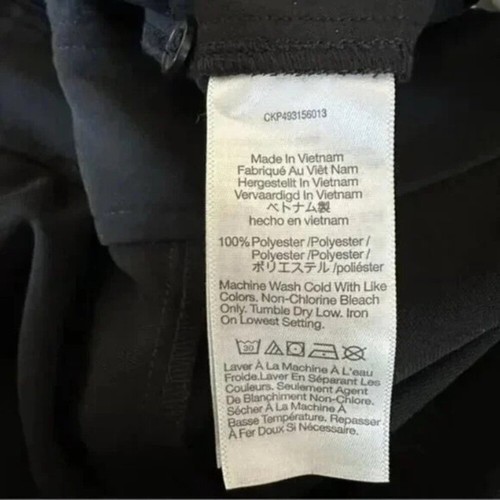 CKP493156013
Made In Vietnam
Fabriqué Au Viêt Nam
Hergestellt In Vietnam
Vervaardigd In Vietnam
ベトナム製
hecho en vietnam
100% Polyester /Polyester /
Polyester /Polyester /
ポリエステル /poliéster
Machine Wash Cold With Like
Colors. Non-Chlorine Bleach
Only. Tumble Dry Low. Iron
On Lowest Setting.
30
Laver À La Machine À L'eau
Froide.Laver En Séparant Les
Couleurs. Seulement Agent
De Blanchiment Non-Chlore.
Sécher À La Machine À
Basse Température. Repasser
À Fer Doux Si Nécessaire.